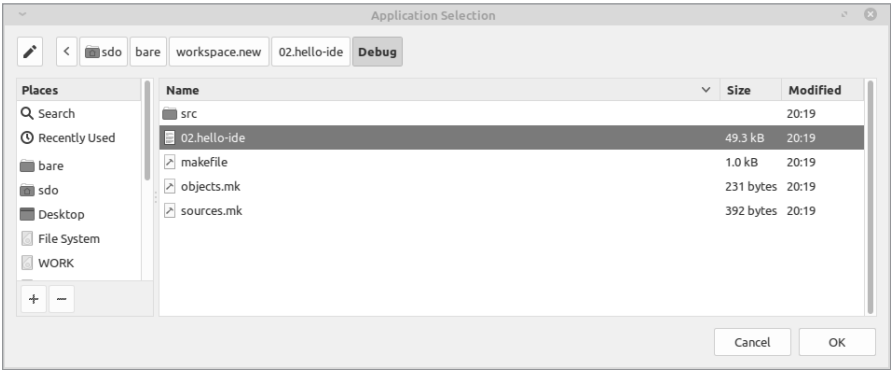 Application Selection
sdo bare workspace.new 02.hello-ide Debug
Places
Search
Recently Used
bare
sdo
Desktop
File System
WORK
Name Size Modified
src 20:19
02.hello-ide 49.3 kB 20:19
makefile 1.0 kB 20:19
objects.mk 231 bytes 20:19
sources.mk 392 bytes 20:19
Cancel OK